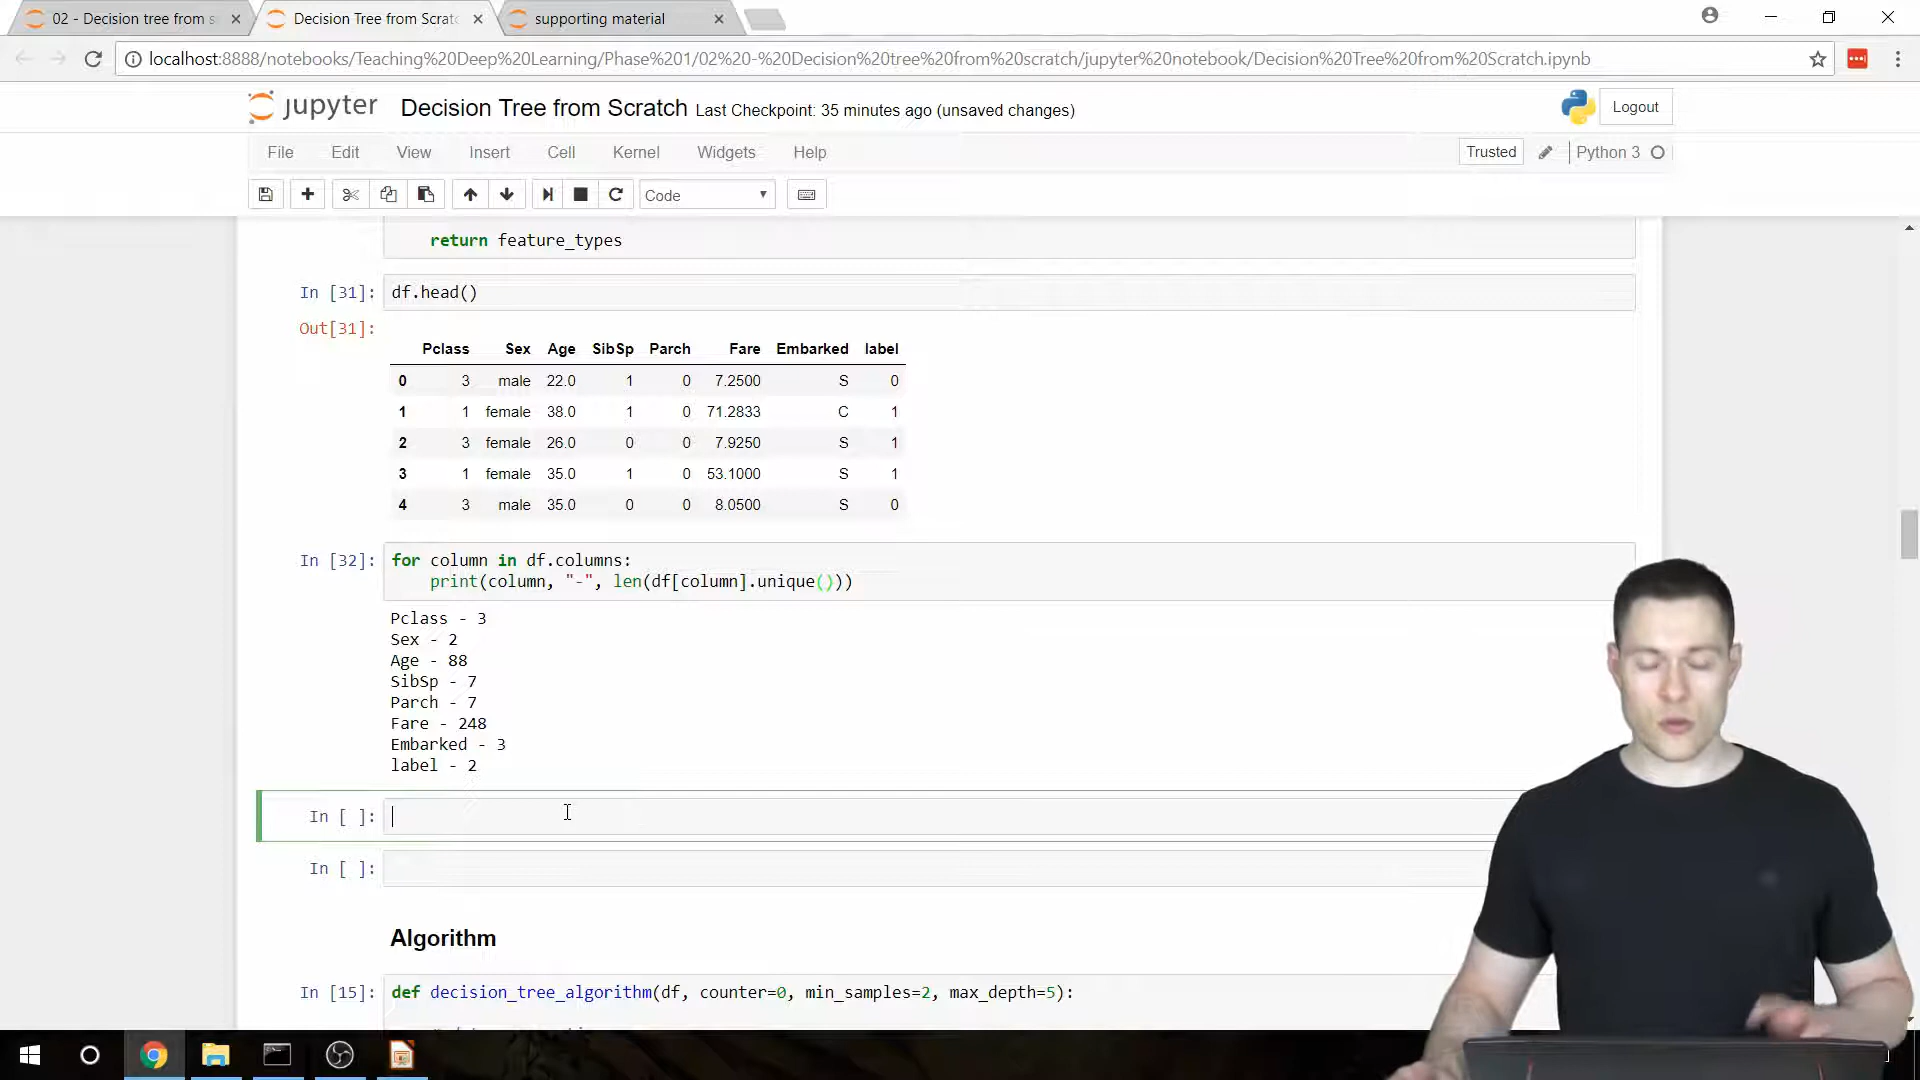 02 - Decision tree from s
Decision Tree from Scratc
supporting material
localhost:8888/notebooks/Teaching%20Deep%20Learning/Phase%201/02%20-%20Decision%20tree%20from%20scratch/jupyter%20notebook/Decision%20Tree%20from%20Scratch.ipynb
jupyter Decision Tree from Scratch Last Checkpoint: 35 minutes ago (unsaved changes)
Logout
File Edit View Insert Cell Kernel Widgets Help
Trusted Python 3
Code
return feature_types
In [31]: df.head()
Out[31]:
Pclass Sex Age SibSp Parch Fare Embarked label
0 3 male 22.0 1 0 7.2500 S 0
1 1 female 38.0 1 0 71.2833 C 1
2 3 female 26.0 0 0 7.9250 S 1
3 1 female 35.0 1 0 53.1000 S 1
4 3 male 35.0 0 0 8.0500 S 0
In [32]: for column in df.columns:
print(column, "-", len(df[column].unique()))
Pclass - 3
Sex - 2
Age - 88
SibSp - 7
Parch - 7
Fare - 248
Embarked - 3
label - 2
In [ ]:
In [ ]:
Algorithm
In [15]: def decision_tree_algorithm(df, counter=0, min_samples=2, max_depth=5):